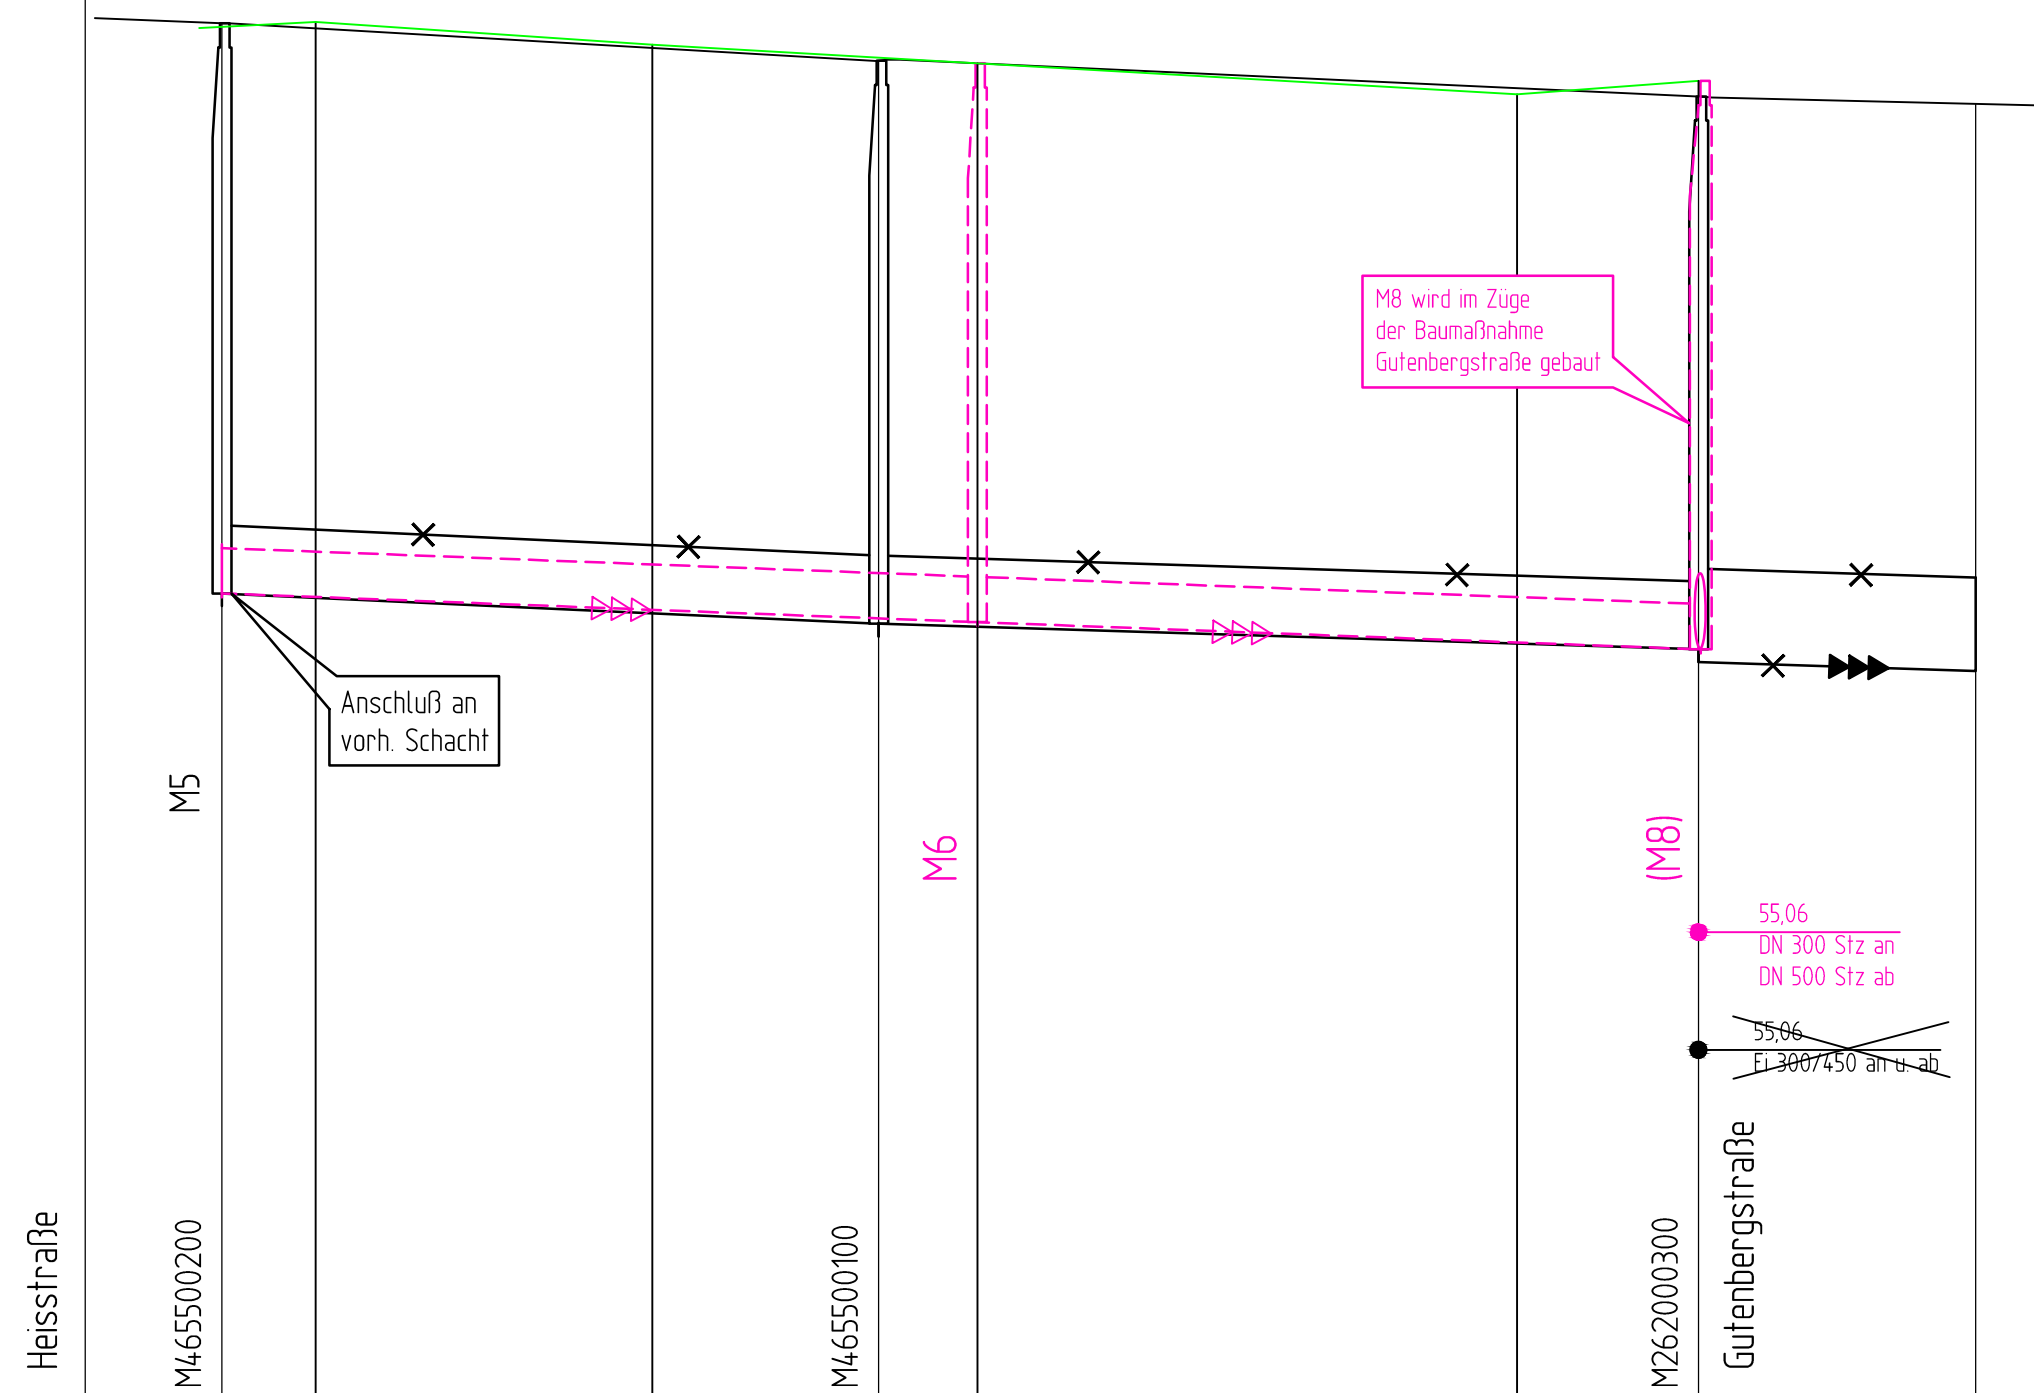 M8 wird im Züge
der Baumaßnahme
Gutenbergstraße gebaut
Anschluß an
vorh. Schacht
M5
M6
(M8)
55,06
DN 300 Stz an
DN 500 Stz ab
55,06
Ei 300/450 an u. ab
Heisstraße
M465500200
M465500100
M262000300
Gutenbergstraße